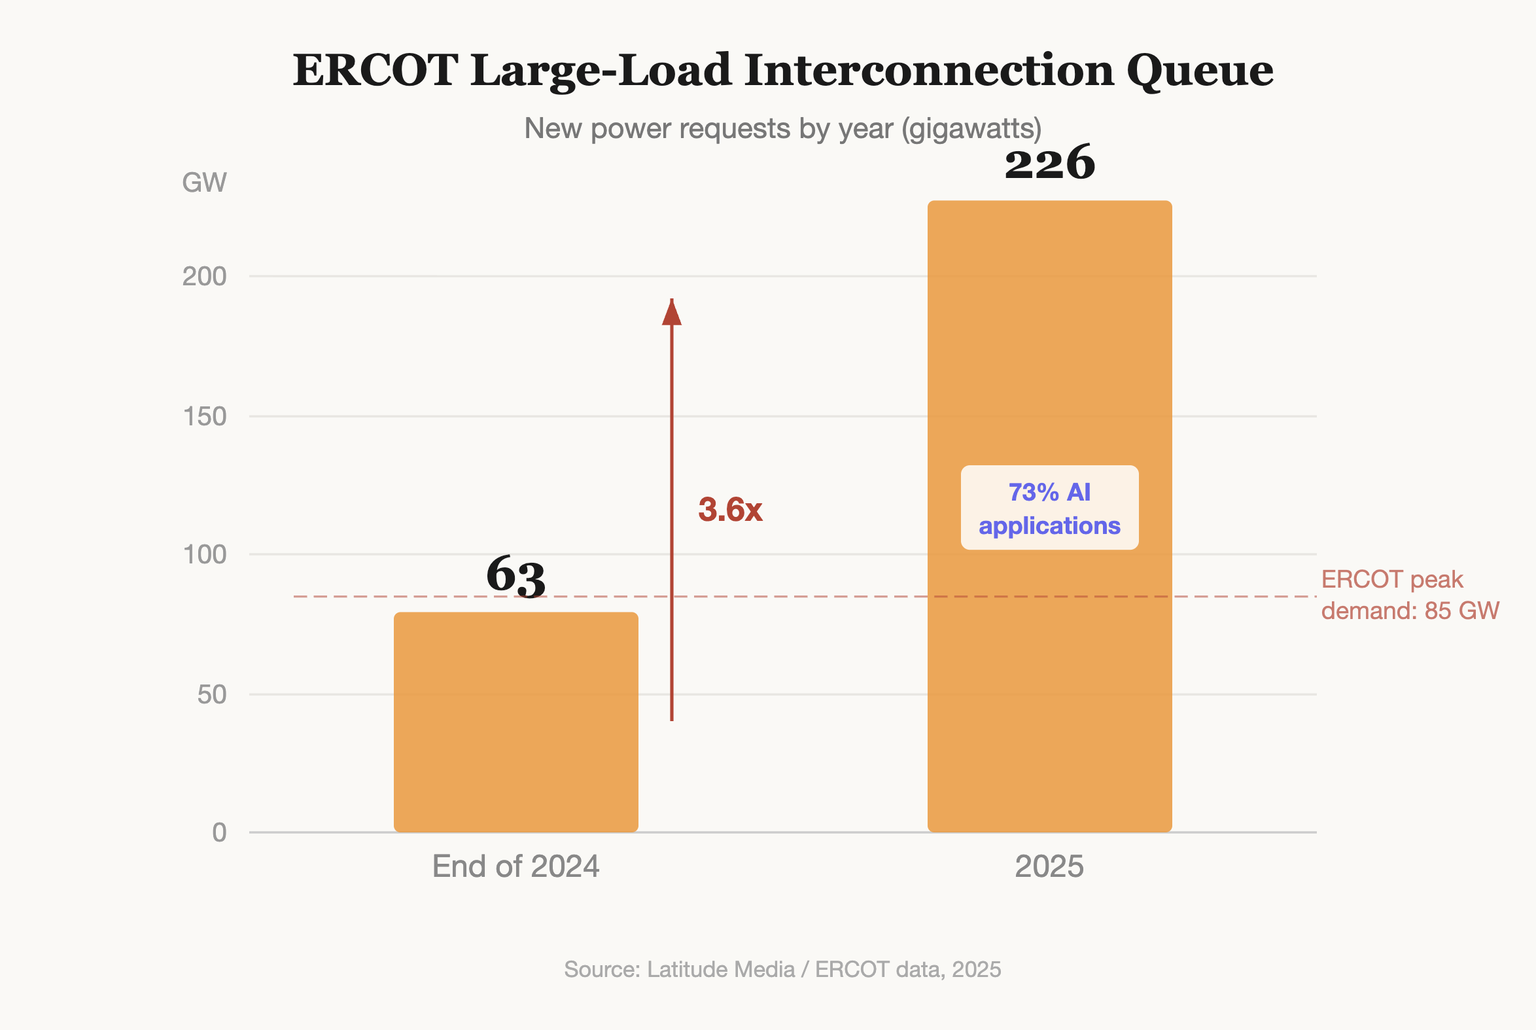 ERCOT Large-Load Interconnection Queue
New power requests by year (gigawatts)
GW
226
200
150
73% AI
applications
3.6x
100
63
ERCOT peak
demand: 85 GW
50
0
End of 2024
2025
Source: Latitude Media / ERCOT data, 2025